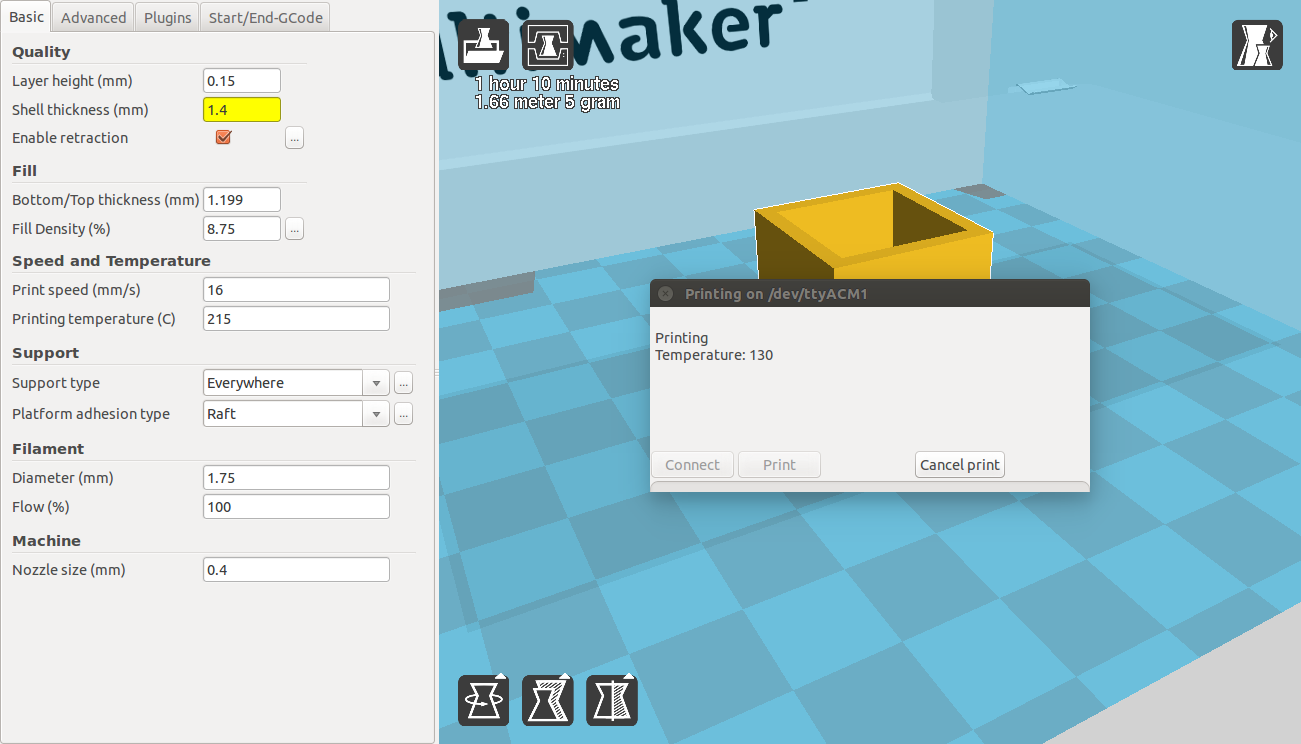 Basic
Advanced
Plugins
Start/End-GCode
Quality
Layer height (mm) 0.15
Shell thickness (mm) 1.4
Enable retraction ...
Fill
Bottom/Top thickness (mm) 1.199
Fill Density (%) 8.75 ...
Speed and Temperature
Print speed (mm/s) 16
Printing temperature (C) 215
Support
Support type Everywhere ...
Platform adhesion type Raft ...
Filament
Diameter (mm) 1.75
Flow (%) 100
Machine
Nozzle size (mm) 0.4
maker
1 hour 10 minutes
1.66 meter 5 gram
Printing on /dev/ttyACM1
Printing
Temperature: 130
Connect
Print
Cancel print